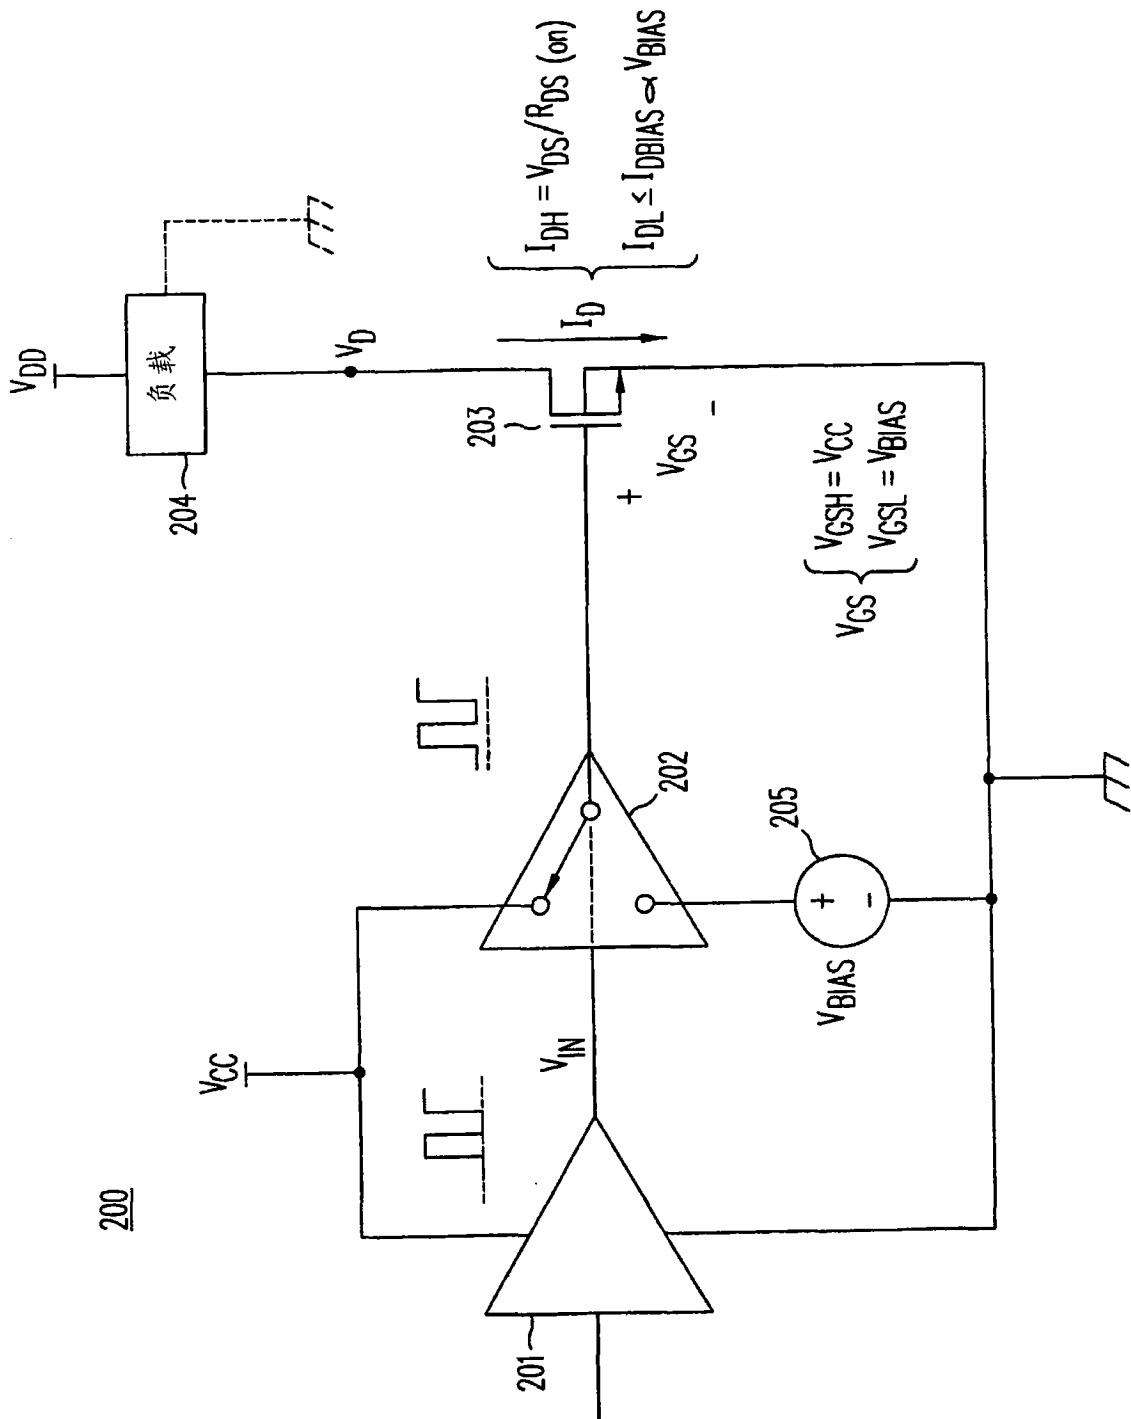 200
V_CC
V_DD
负载
204
V_D
203
I_D
I_DH = V_DS/R_DS (on)
I_DL ≤ I_DBIAS ∝ V_BIAS
+
V_GS
-
201
V_IN
202
205
+
-
V_BIAS
V_GS
V_GSH = V_CC
V_GSL = V_BIAS